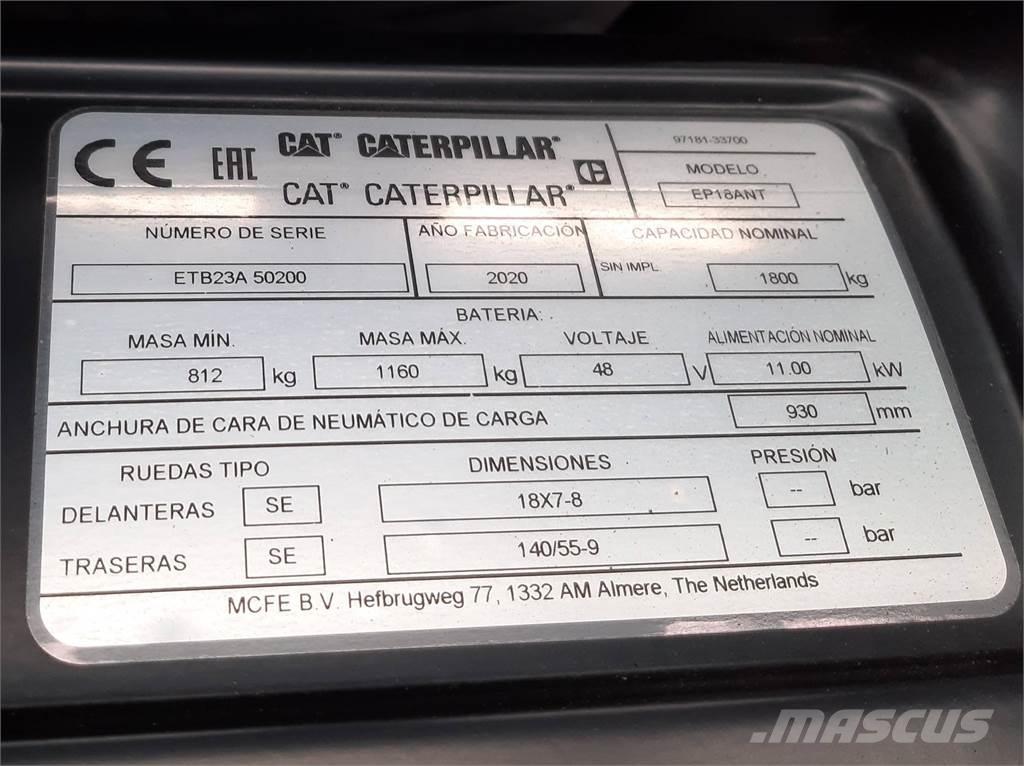 CE EAC CAT® CATERPILLAR® 97181-33700
CAT® CATERPILLAR® MODELO
EP18ANT
NÚMERO DE SERIE AÑO FABRICACIÓN CAPACIDAD NOMINAL
ETB23A 50200 2020 SIN IMPL. 1800 kg
BATERIA:
MASA MÍN. MASA MÁX. VOLTAJE ALIMENTACIÓN NOMINAL
812 kg 1160 kg 48 V 11.00 kW
ANCHURA DE CARA DE NEUMÁTICO DE CARGA 930 mm
RUEDAS TIPO DIMENSIONES PRESIÓN
DELANTERAS SE 18X7-8 -- bar
TRASERAS SE 140/55-9 -- bar
MCFE B.V. Hefbrugweg 77, 1332 AM Almere, The Netherlands
MASCUS